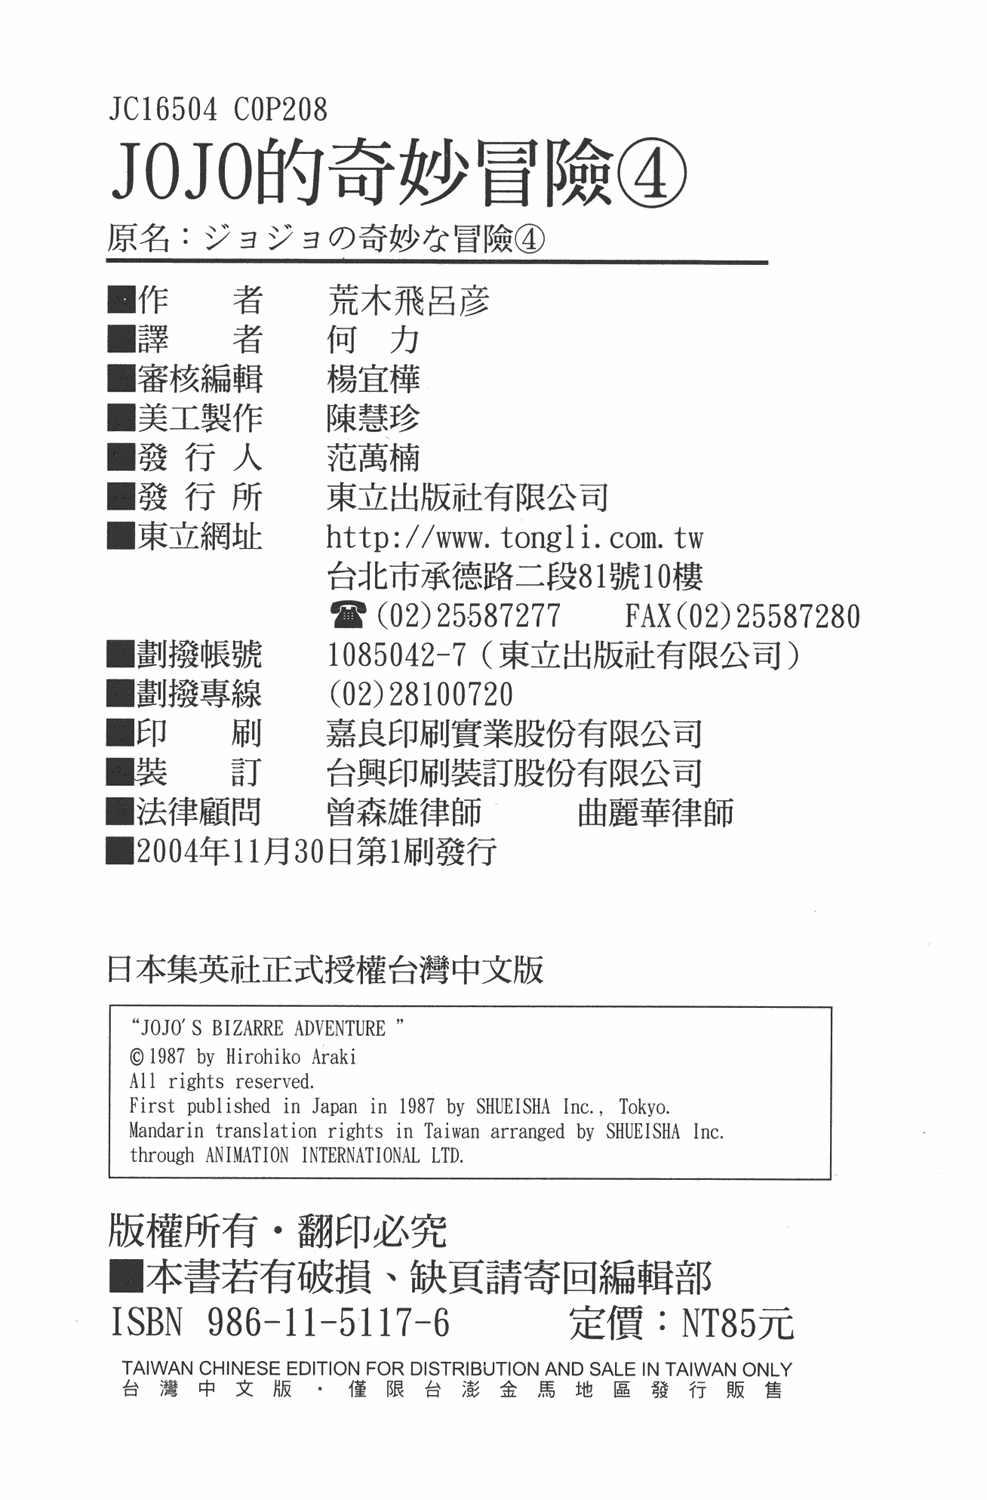 JC16504 COP208
JOJO的奇妙冒險④
原名：ジョジョの奇妙な冒險④
■作　　者　　荒木飛呂彦
■譯　　者　　何　力
■審核編輯　　楊宜樺
■美工製作　　陳慧珍
■發 行 人　　范萬楠
■發 行 所　　東立出版社有限公司
■東立網址　　http://www.tongli.com.tw
台北市承德路二段81號10樓
☎(02)25587277　　FAX(02)25587280
■劃撥帳號　　1085042-7（東立出版社有限公司）
■劃撥專線　　(02)28100720
■印　　刷　　嘉良印刷實業股份有限公司
■裝　　訂　　台興印刷裝訂股份有限公司
■法律顧問　　曾森雄律師　　　曲麗華律師
■2004年11月30日第1刷發行
日本集英社正式授權台灣中文版
“JOJO'S BIZARRE ADVENTURE ”
©1987 by Hirohiko Araki
All rights reserved.
First published in Japan in 1987 by SHUEISHA Inc., Tokyo.
Mandarin translation rights in Taiwan arranged by SHUEISHA Inc.
through ANIMATION INTERNATIONAL LTD.
版權所有・翻印必究
■本書若有破損、缺頁請寄回編輯部
ISBN 986-11-5117-6　　定價：NT85元
TAIWAN CHINESE EDITION FOR DISTRIBUTION AND SALE IN TAIWAN ONLY
台灣中文版・僅限台澎金馬地區發行販售